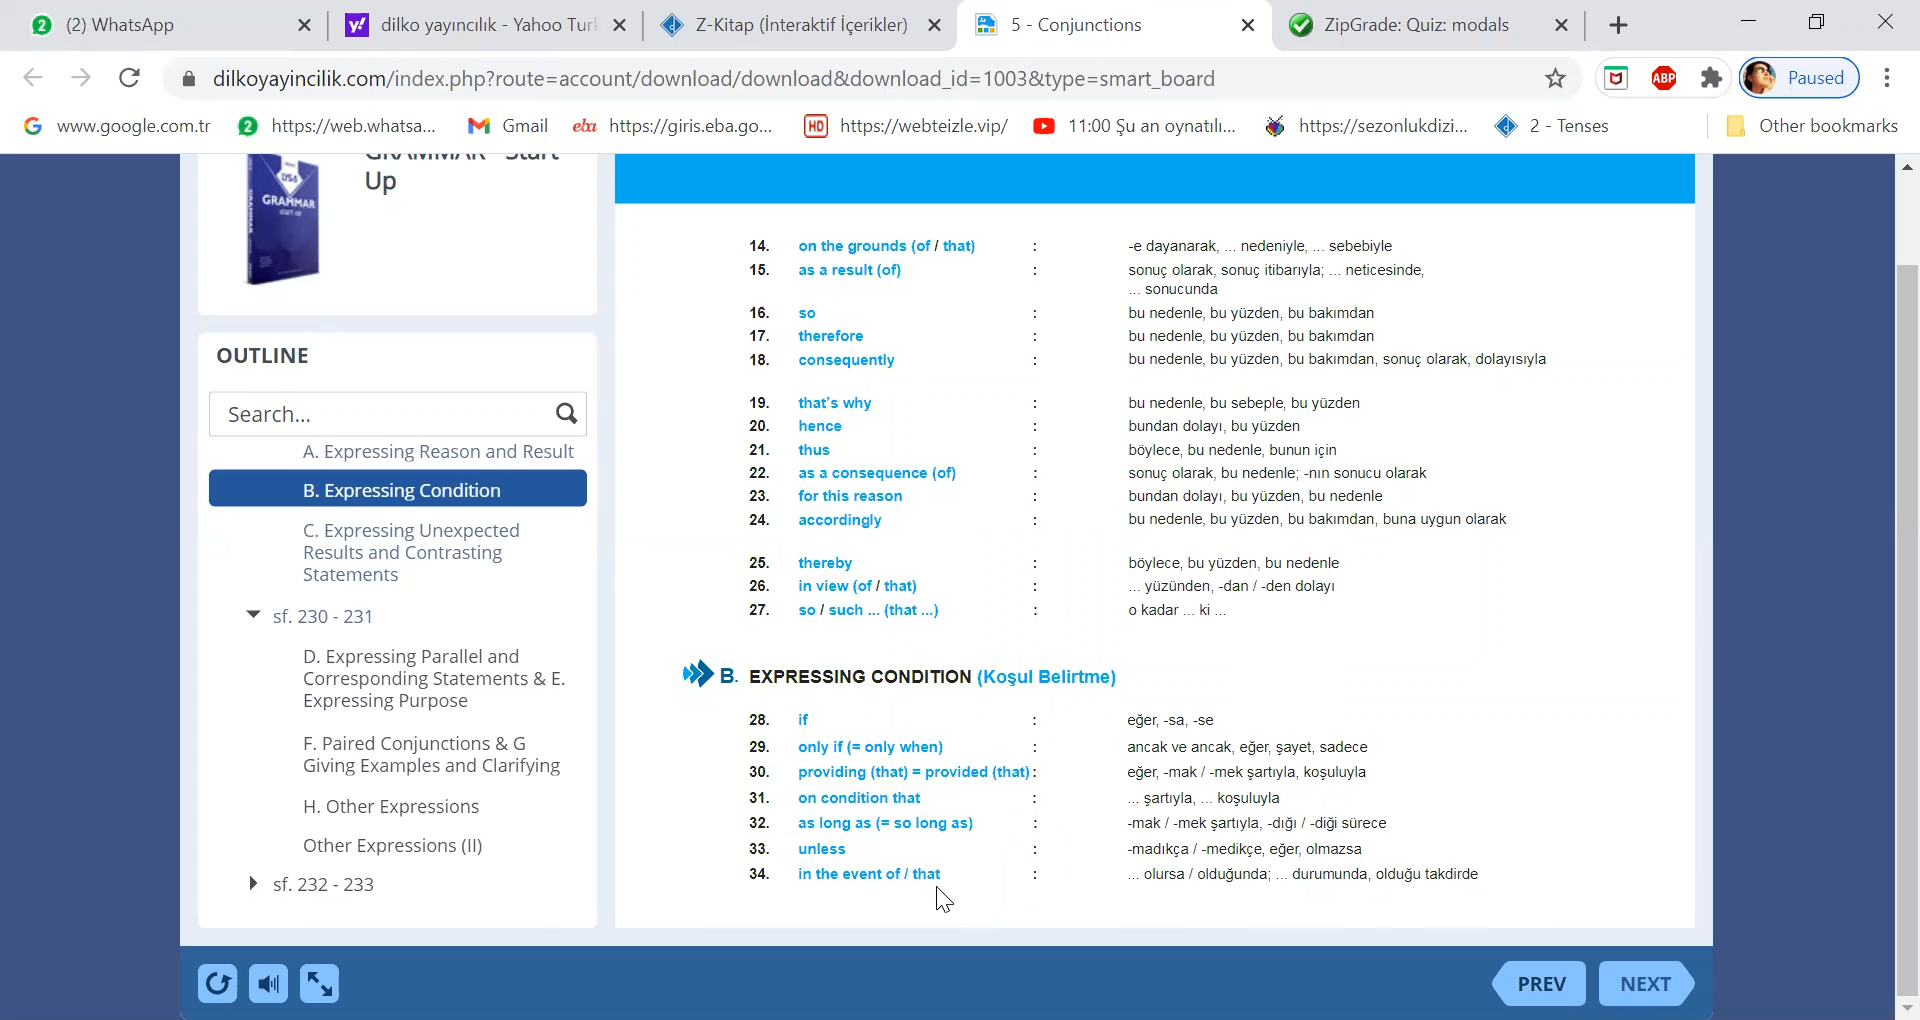 (2) WhatsApp
dilko yayıncılık - Yahoo Turk
Z-Kitap (İnteraktif İçerikler)
5 - Conjunctions
ZipGrade: Quiz: modals
dilkoyayincilik.com/index.php?route=account/download/download&download_id=1003&type=smart_board
ABP
Paused
www.google.com.tr
https://web.whatsa...
Gmail
eba https://giris.eba.go...
HD https://webteizle.vip/
11:00 Şu an oynatılı...
https://sezonlukdizi...
2 - Tenses
Other bookmarks
GRAMMAR - Start
Up
GRAMMAR
start up
OUTLINE
Search...
A. Expressing Reason and Result
B. Expressing Condition
C. Expressing Unexpected
Results and Contrasting
Statements
sf. 230 - 231
D. Expressing Parallel and
Corresponding Statements & E.
Expressing Purpose
F. Paired Conjunctions & G
Giving Examples and Clarifying
H. Other Expressions
Other Expressions (II)
sf. 232 - 233
14. on the grounds (of / that) : -e dayanarak, ... nedeniyle, ... sebebiyle
15. as a result (of) : sonuç olarak, sonuç itibarıyla; ... neticesinde,
... sonucunda
16. so : bu nedenle, bu yüzden, bu bakımdan
17. therefore : bu nedenle, bu yüzden, bu bakımdan
18. consequently : bu nedenle, bu yüzden, bu bakımdan, sonuç olarak, dolayısıyla
19. that's why : bu nedenle, bu sebeple, bu yüzden
20. hence : bundan dolayı, bu yüzden
21. thus : böylece, bu nedenle, bunun için
22. as a consequence (of) : sonuç olarak, bu nedenle; -nın sonucu olarak
23. for this reason : bundan dolayı, bu yüzden, bu nedenle
24. accordingly : bu nedenle, bu yüzden, bu bakımdan, buna uygun olarak
25. thereby : böylece, bu yüzden, bu nedenle
26. in view (of / that) : ... yüzünden, -dan / -den dolayı
27. so / such ... (that ...) : o kadar ... ki ...
B. EXPRESSING CONDITION (Koşul Belirtme)
28. if : eğer, -sa, -se
29. only if (= only when) : ancak ve ancak, eğer, şayet, sadece
30. providing (that) = provided (that) : eğer, -mak / -mek şartıyla, koşuluyla
31. on condition that : ... şartıyla, ... koşuluyla
32. as long as (= so long as) : -mak / -mek şartıyla, -dığı / -diği sürece
33. unless : -madıkça / -medikçe, eğer, olmazsa
34. in the event of / that : ... olursa / olduğunda; ... durumunda, olduğu takdirde
PREV
NEXT